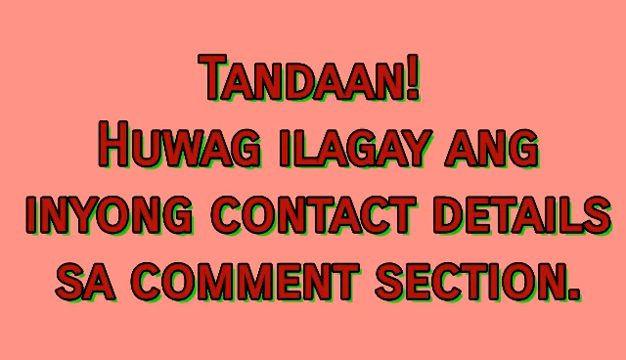 Tandaan!
Huwag ilagay ang
inyong contact details
sa comment section.